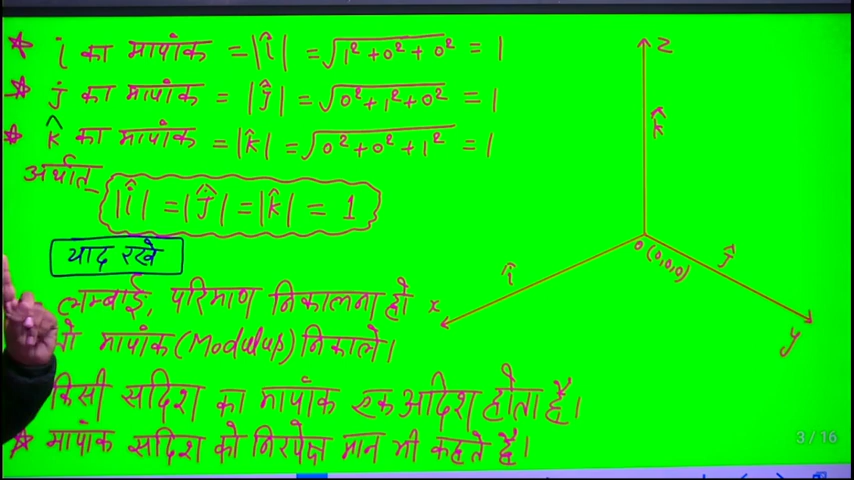 i का मापांक = |î| = √1² + 0² + 0² = 1
j का मापांक = |ĵ| = √0² + 1² + 0² = 1
k̂ का मापांक = |k̂| = √0² + 0² + 1² = 1
अर्थात्
|î| = |ĵ| = |k̂| = 1
याद रखे
लम्बाई, परिमाण निकालना हो
तो मापांक (Modulus) निकाले।
किसी सदिश का मापांक एक अदिश होता है।
मापांक सदिश को निरपेक्ष मान भी कहते है।
z
k̂
0 (0,0,0)
î
ĵ
x
y
3 / 16